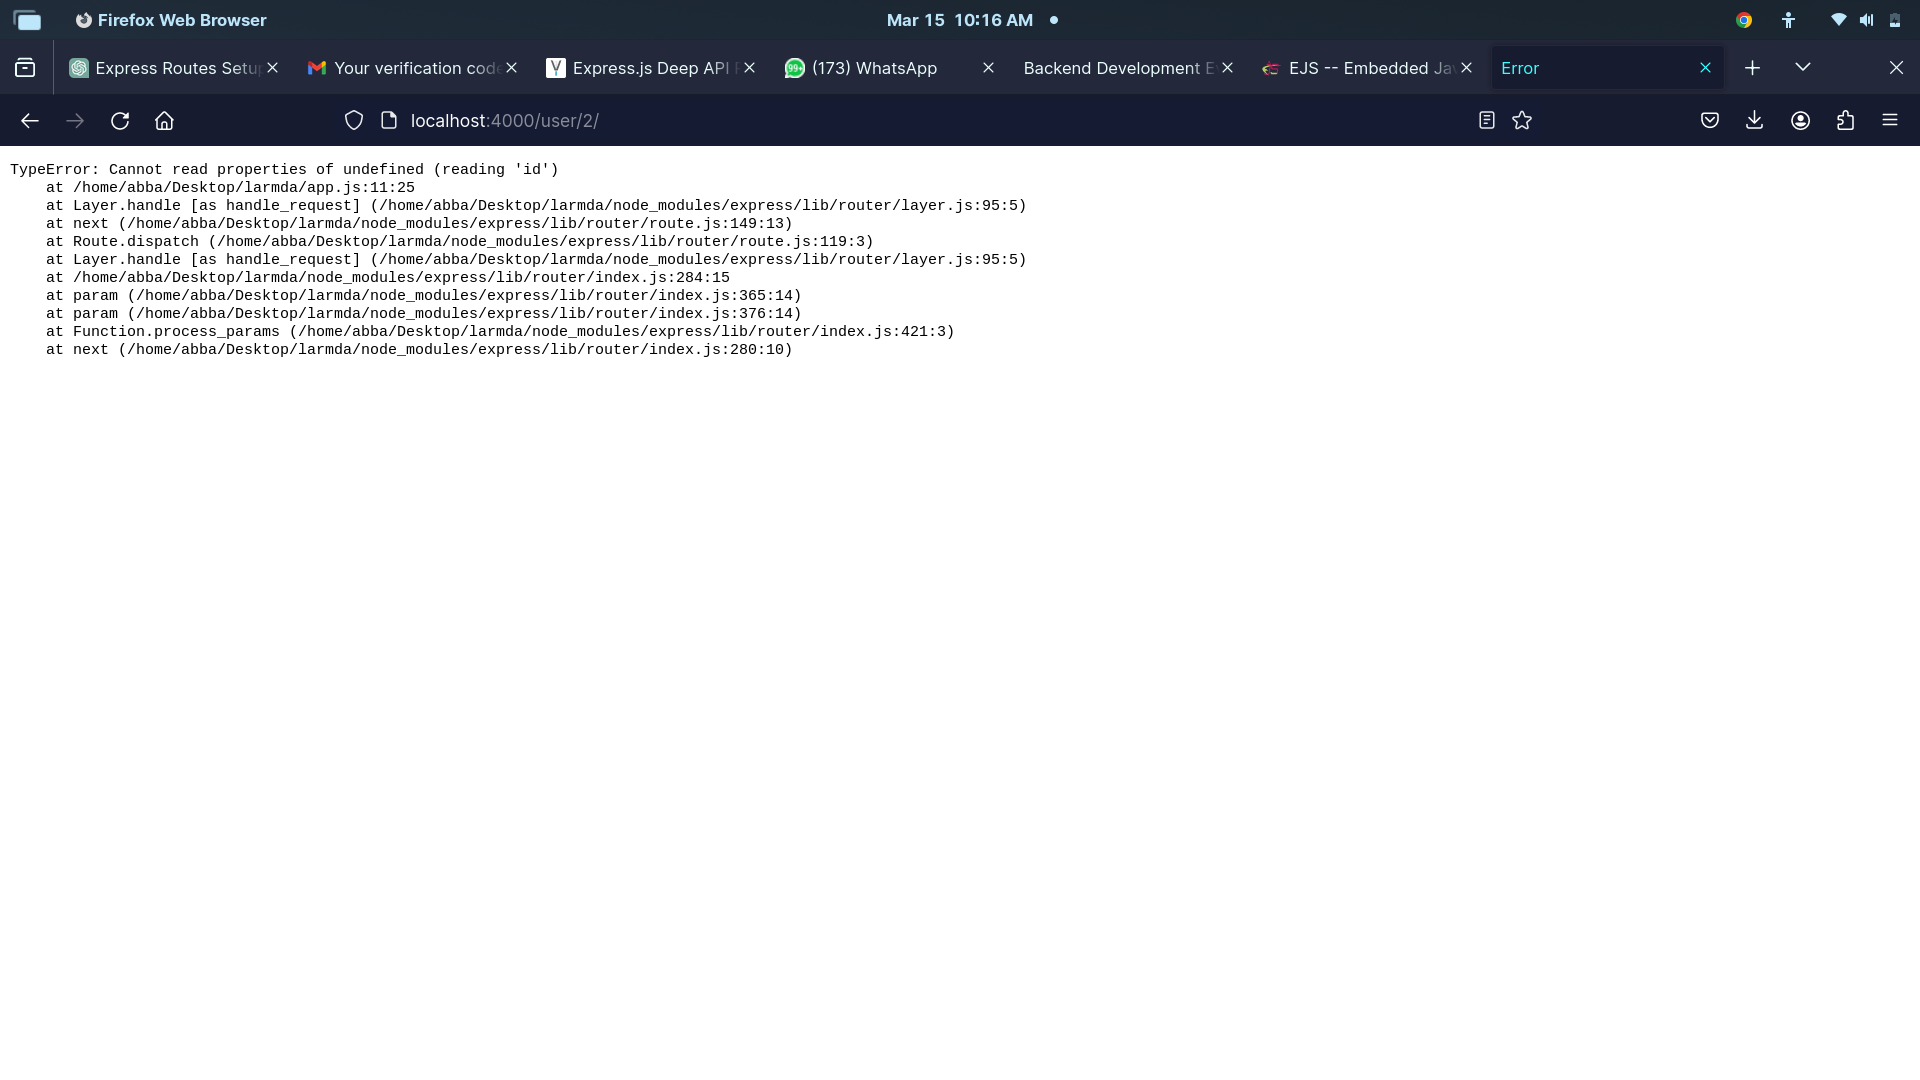 Firefox Web Browser
Mar 15 10:16 AM
Express Routes Setu
Your verification code
Express.js Deep API
(173) WhatsApp
Backend Development
EJS -- Embedded Ja
Error
localhost:4000/user/2/
TypeError: Cannot read properties of undefined (reading 'id')
at /home/abba/Desktop/larmda/app.js:11:25
at Layer.handle [as handle_request] (/home/abba/Desktop/larmda/node_modules/express/lib/router/layer.js:95:5)
at next (/home/abba/Desktop/larmda/node_modules/express/lib/router/route.js:149:13)
at Route.dispatch (/home/abba/Desktop/larmda/node_modules/express/lib/router/route.js:119:3)
at Layer.handle [as handle_request] (/home/abba/Desktop/larmda/node_modules/express/lib/router/layer.js:95:5)
at /home/abba/Desktop/larmda/node_modules/express/lib/router/index.js:284:15
at param (/home/abba/Desktop/larmda/node_modules/express/lib/router/index.js:365:14)
at param (/home/abba/Desktop/larmda/node_modules/express/lib/router/index.js:376:14)
at Function.process_params (/home/abba/Desktop/larmda/node_modules/express/lib/router/index.js:421:3)
at next (/home/abba/Desktop/larmda/node_modules/express/lib/router/index.js:280:10)